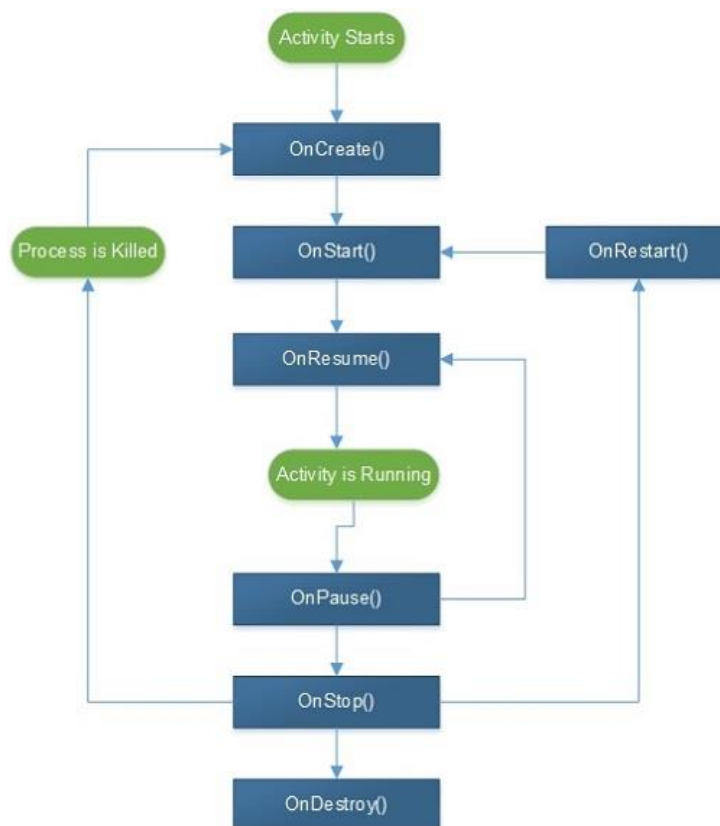 Activity Starts
OnCreate()
Process is Killed
OnStart()
OnRestart()
OnResume()
Activity is Running
OnPause()
OnStop()
OnDestroy()